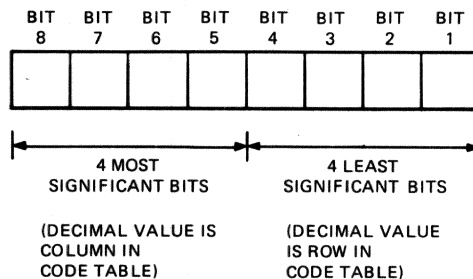 BIT BIT BIT BIT BIT BIT BIT BIT
8 7 6 5 4 3 2 1
4 MOST
SIGNIFICANT BITS
4 LEAST
SIGNIFICANT BITS
(DECIMAL VALUE IS
COLUMN IN
CODE TABLE)
(DECIMAL VALUE
IS ROW IN
CODE TABLE)